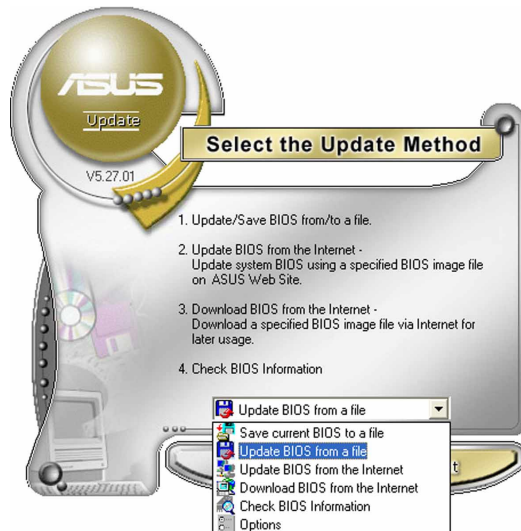 ASUS
Update
V5.27.01
Select the Update Method
1. Update/Save BIOS from/to a file.
2. Update BIOS from the Internet -
Update system BIOS using a specified BIOS image file
on ASUS Web Site.
3. Download BIOS from the Internet -
Download a specified BIOS image file via Internet for
later usage.
4. Check BIOS Information
Update BIOS from a file
Save current BIOS to a file
Update BIOS from a file
Update BIOS from the Internet
Download BIOS from the Internet
Check BIOS Information
Options